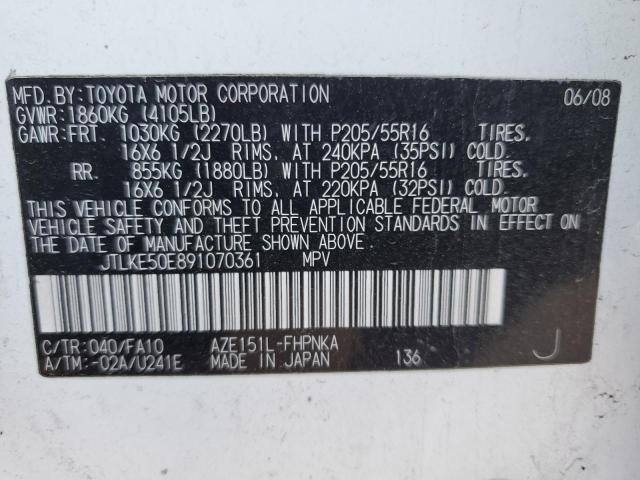 MFD.BY:TOYOTA MOTOR CORPORATION 06/08
GVWR:1860KG (4105LB)
GAWR:FRT. 1030KG (2270LB) WITH P205/55R16 TIRES.
16X6 1/2J RIMS. AT 240KPA (35PSI) COLD.
RR. 855KG (1880LB) WITH P205/55R16 TIRES.
16X6 1/2J RIMS. AT 220KPA (32PSI) COLD.
THIS VEHICLE CONFORMS TO ALL APPLICABLE FEDERAL MOTOR
VEHICLE SAFETY AND THEFT PREVENTION STANDARDS IN EFFECT
ON THE DATE OF MANUFACTURE SHOWN ABOVE.
JTLKE50E891070361 MPV
C/TR:040/FA10 AZE151L-FHPNKA
A/TM:-02A/U241E MADE IN JAPAN 136 J